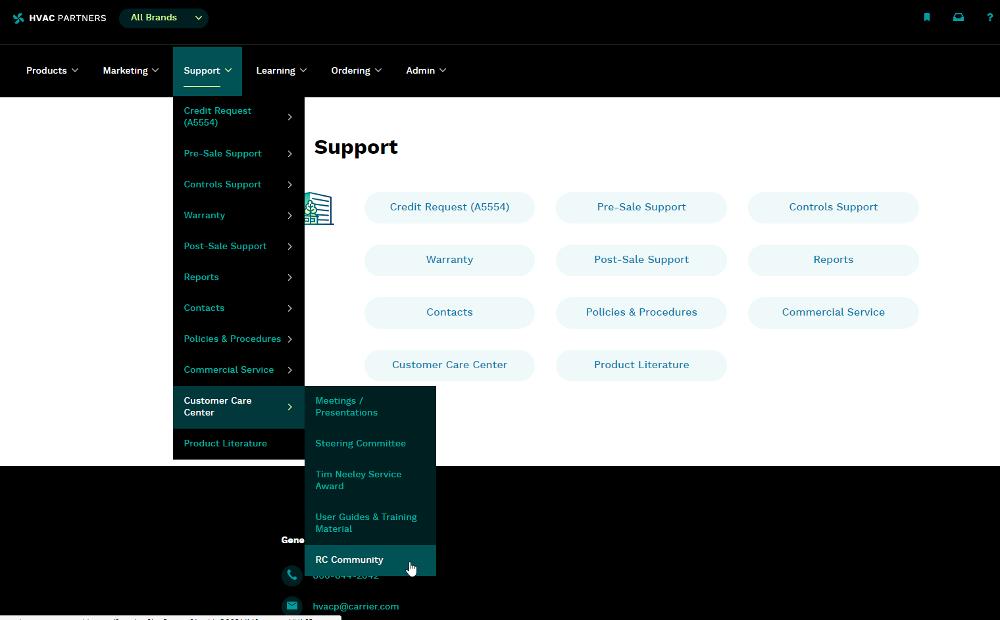 HVAC PARTNERS
All Brands
?
Products
Marketing
Support
Learning
Ordering
Admin
Credit Request
(A5554)
Pre-Sale Support
Controls Support
Warranty
Post-Sale Support
Reports
Contacts
Policies & Procedures
Commercial Service
Customer Care
Center
Product Literature
Meetings /
Presentations
Steering Committee
Tim Neeley Service
Award
User Guides & Training
Material
RC Community
Support
Credit Request (A5554)
Pre-Sale Support
Controls Support
Warranty
Post-Sale Support
Reports
Contacts
Policies & Procedures
Commercial Service
Customer Care Center
Product Literature
Gene
hvacp@carrier.com